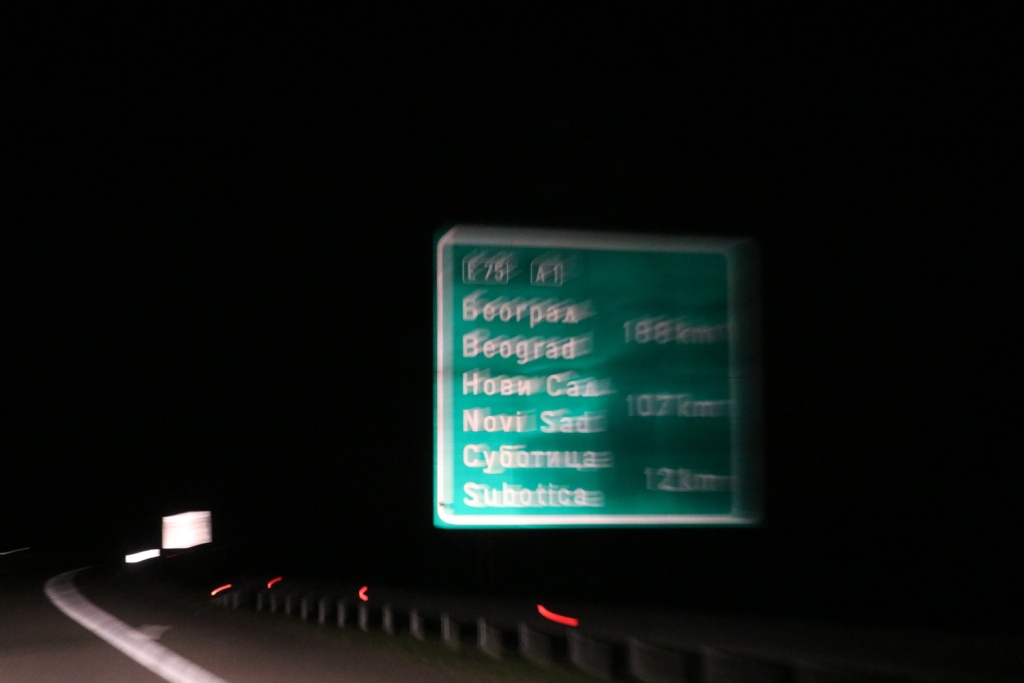 E 75 A 1
Београд
Beograd 188 km
Нови Сад
Novi Sad 107 km
Суботица
Subotica 12 km